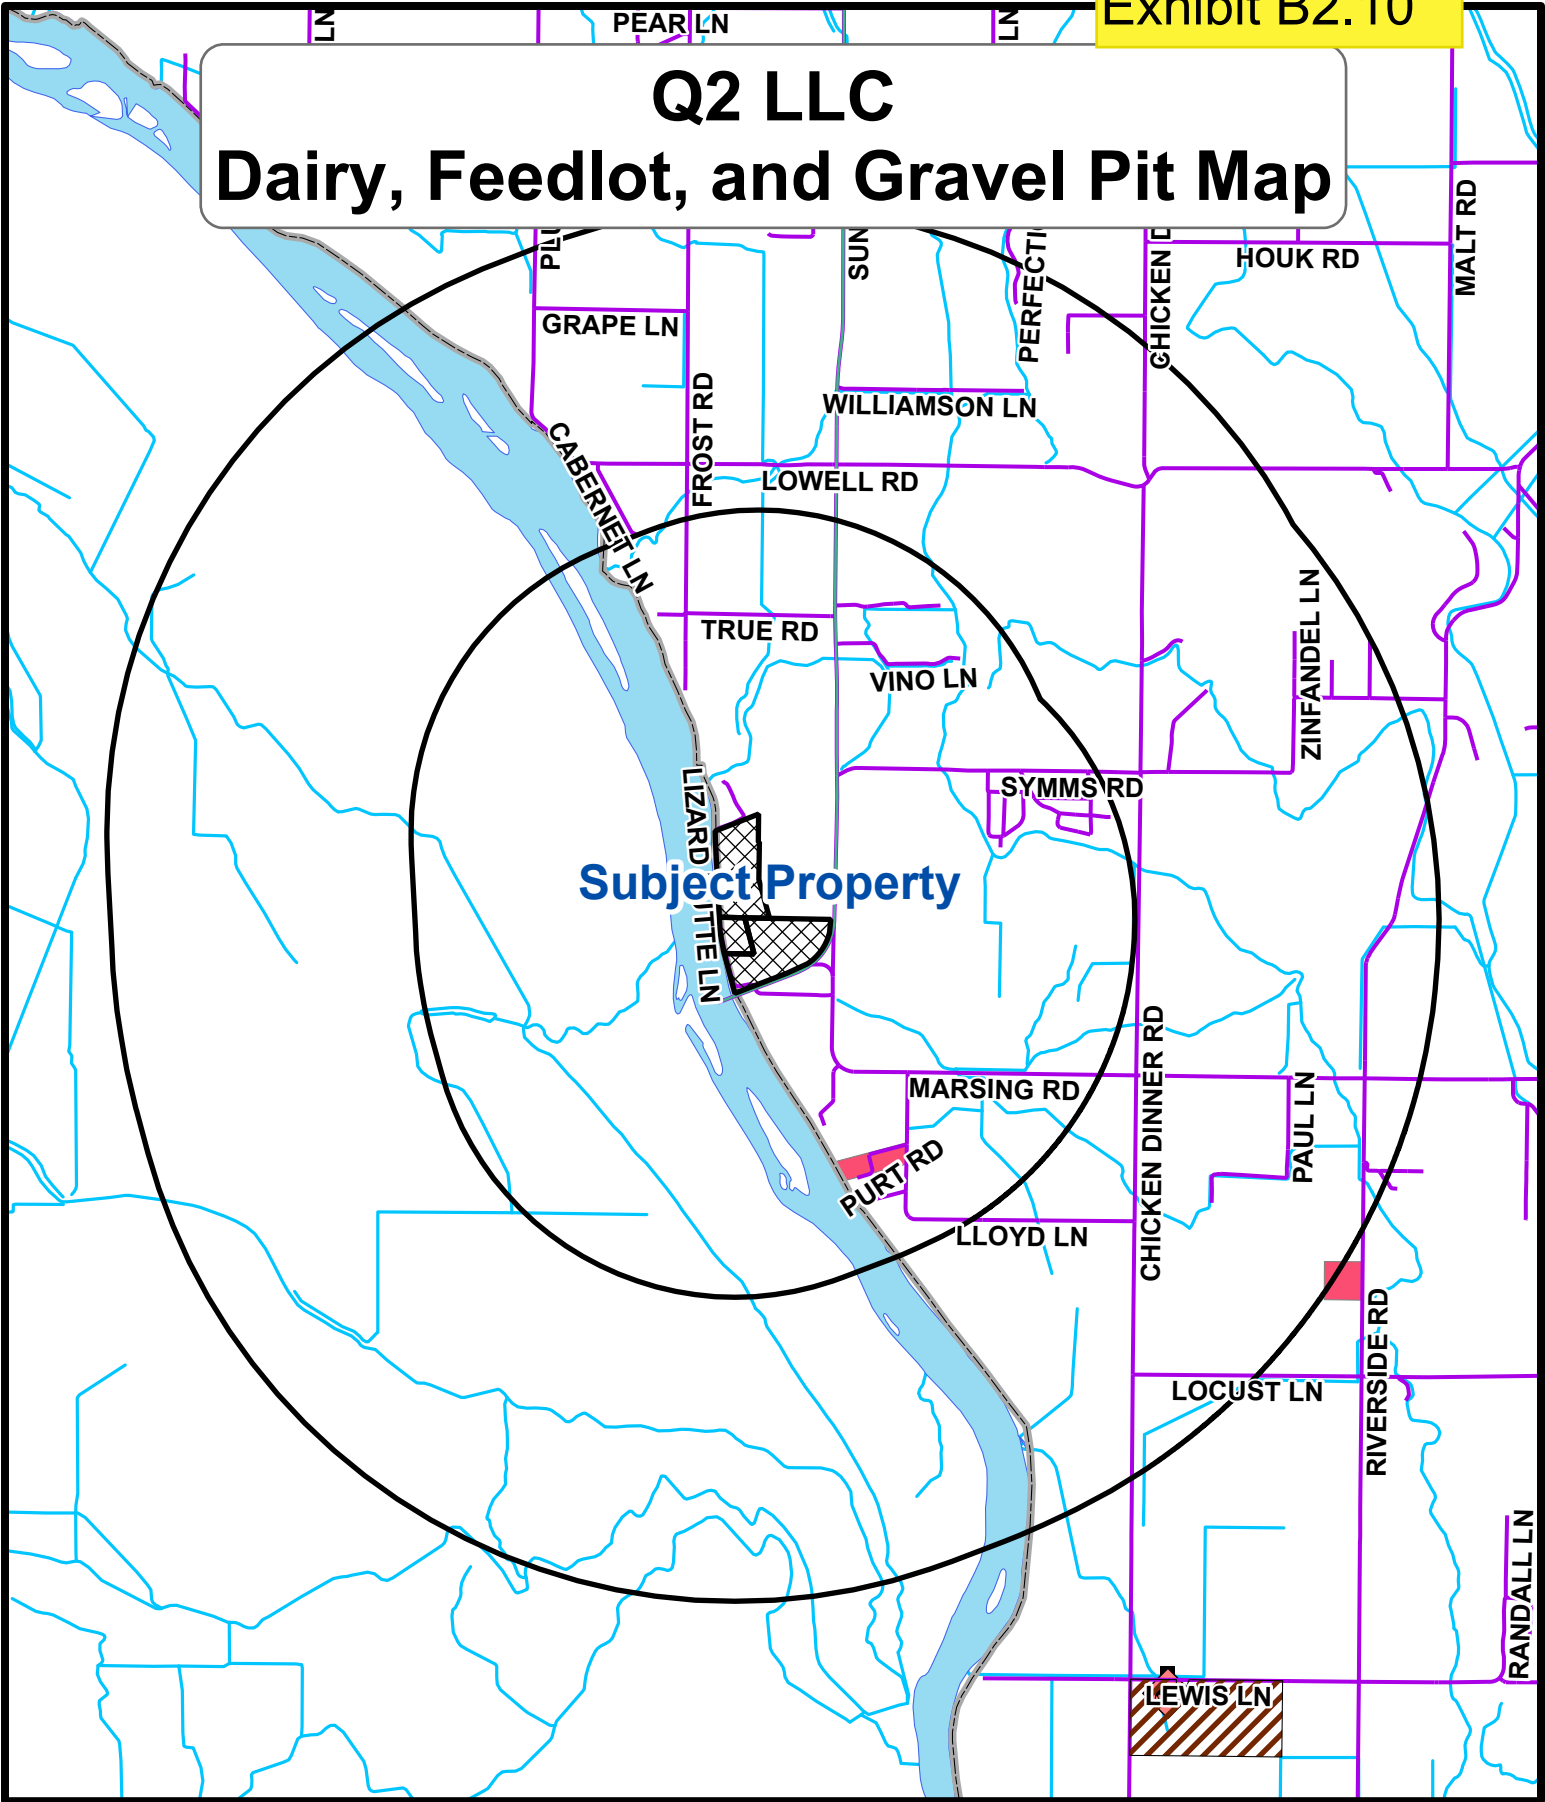 Exhibit B2.10
LN
PEAR LN
LN
Q2 LLC
Dairy, Feedlot, and Gravel Pit Map
MALT RD
HOUK RD
GRAPE LN
WILLIAMSON LN
FROST RD
CABERNET LN
LOWELL RD
TRUE RD
VINO LN
ZINFANDEL LN
SYMMS RD
Subject Property
MARSING RD
CHICKEN DINNER RD
PAUL LN
PURT RD
LLOYD LN
LOCUST LN
RIVERSIDE RD
RANDALL LN
LEWIS LN